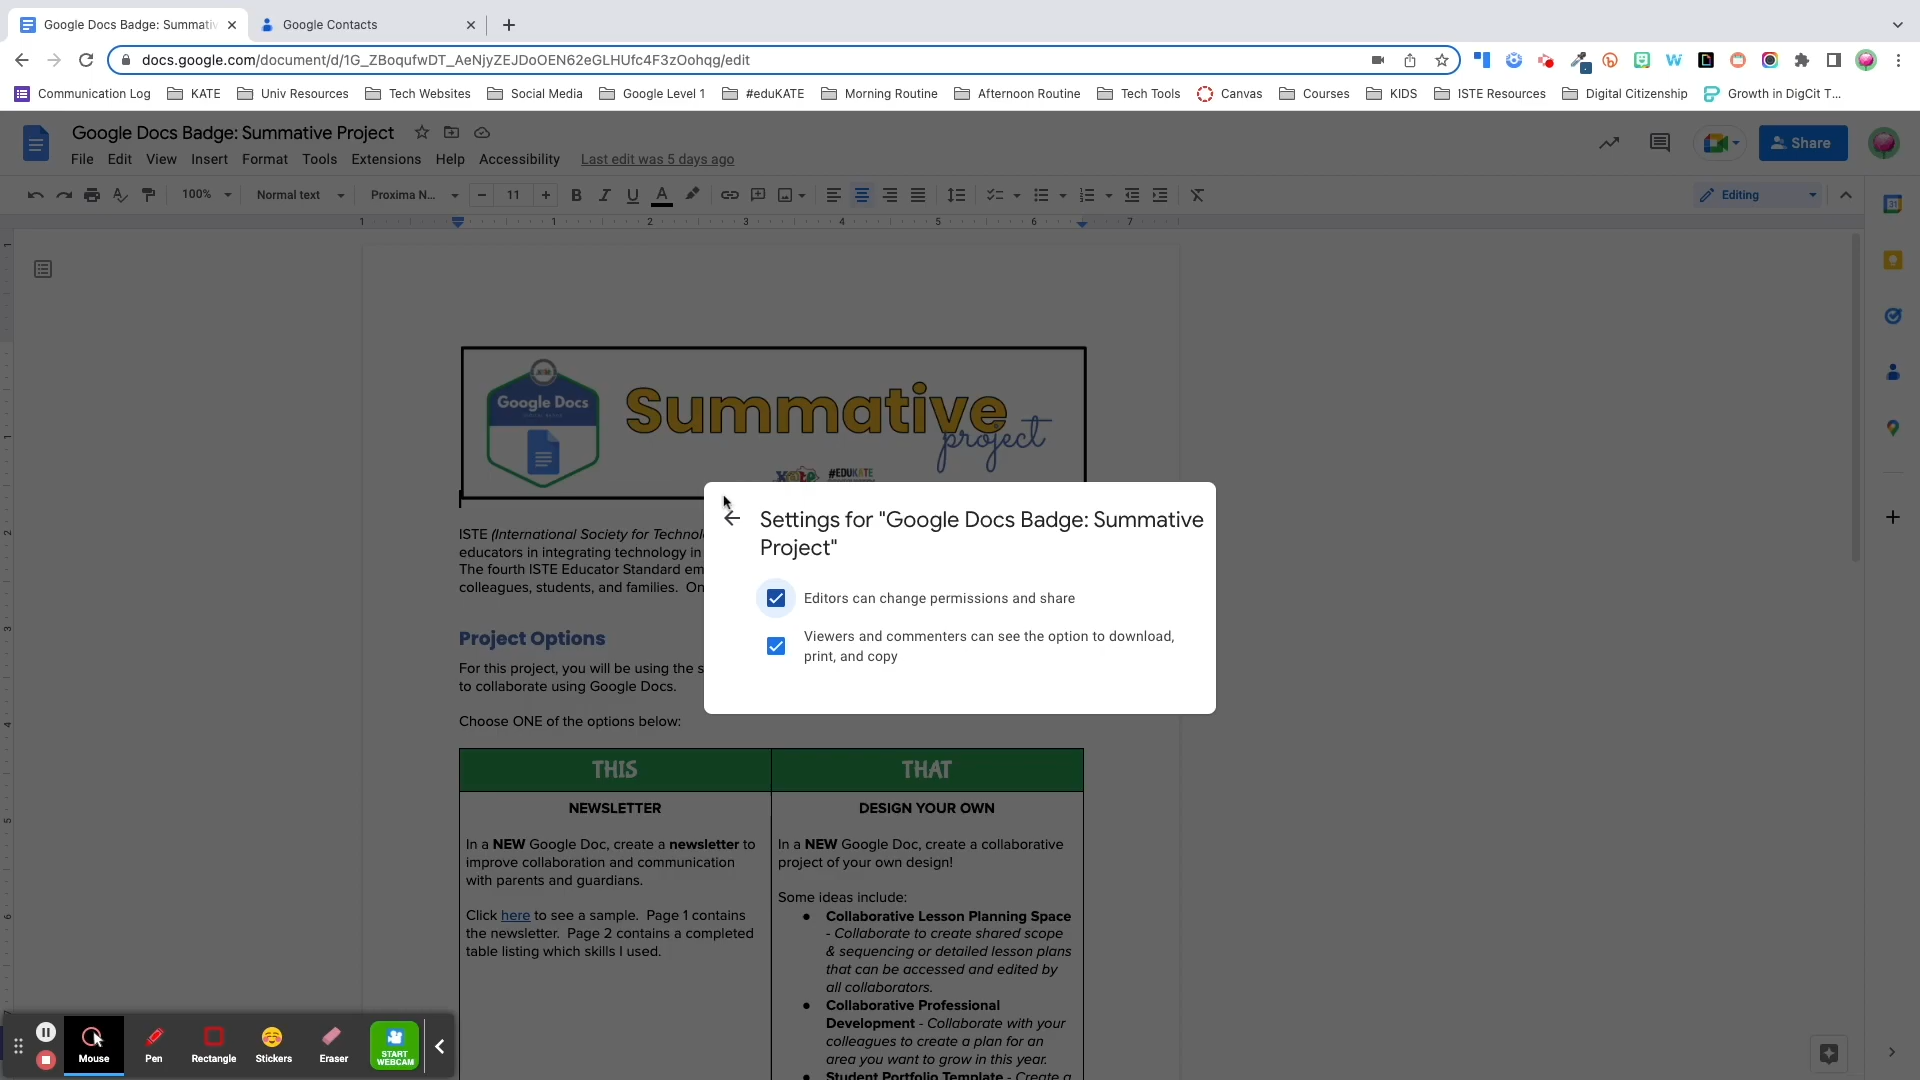 Google Docs Badge: Summativ
Google Contacts
docs.google.com/document/d/1G_ZBoqufwDT_AeNjyZEJDoOEN62eGLHUfc4F3zOohqg/edit
Communication Log
KATE
Univ Resources
Tech Websites
Social Media
Google Level 1
#eduKATE
Morning Routine
Afternoon Routine
Tech Tools
Canvas
Courses
KIDS
ISTE Resources
Digital Citizenship
Growth in DigCit T...
Google Docs Badge: Summative Project
File Edit View Insert Format Tools Extensions Help Accessibility Last edit was 5 days ago
Share
100%
Normal text
Proxima N...
11
Editing
1 1 2 3 4 5 6 7
Google Docs
Summative
project
#EDUKATE
Settings for "Google Docs Badge: Summative
Project"
Editors can change permissions and share
Viewers and commenters can see the option to download,
print, and copy
ISTE (International Society for Technol
educators in integrating technology in
The fourth ISTE Educator Standard em
colleagues, students, and families. On
Project Options
For this project, you will be using the s
to collaborate using Google Docs.
Choose ONE of the options below:
THIS
THAT
NEWSLETTER
In a NEW Google Doc, create a newsletter to
improve collaboration and communication
with parents and guardians.
Click here to see a sample. Page 1 contains
the newsletter. Page 2 contains a completed
table listing which skills I used.
DESIGN YOUR OWN
In a NEW Google Doc, create a collaborative
project of your own design!
Some ideas include:
● Collaborative Lesson Planning Space
- Collaborate to create shared scope
& sequencing or detailed lesson plans
that can be accessed and edited by
all collaborators.
● Collaborative Professional
Development - Collaborate with your
colleagues to create a plan for an
area you want to grow in this year.
● Student Portfolio Template - Create a
Mouse
Pen
Rectangle
Stickers
Eraser
START
WEBCAM